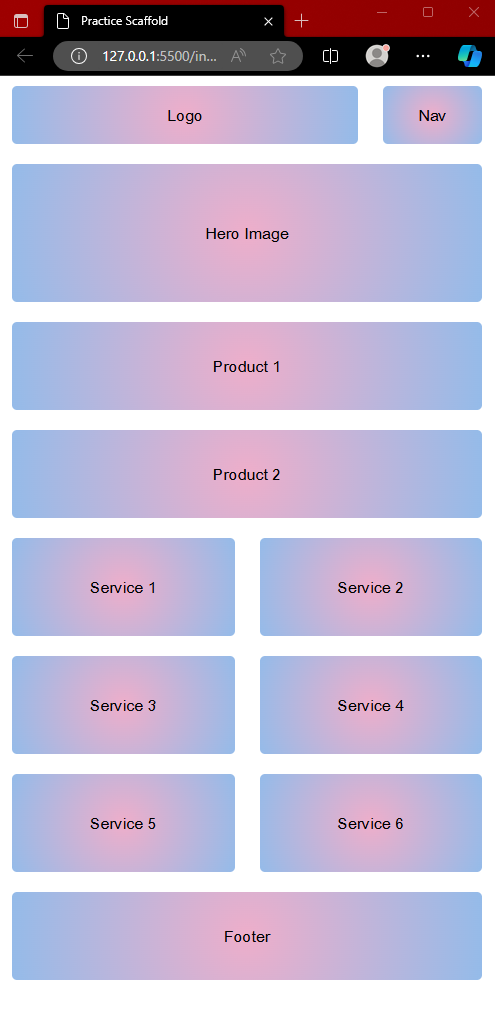 Practice Scaffold
127.0.0.1:5500/in...
Logo
Nav
Hero Image
Product 1
Product 2
Service 1
Service 2
Service 3
Service 4
Service 5
Service 6
Footer